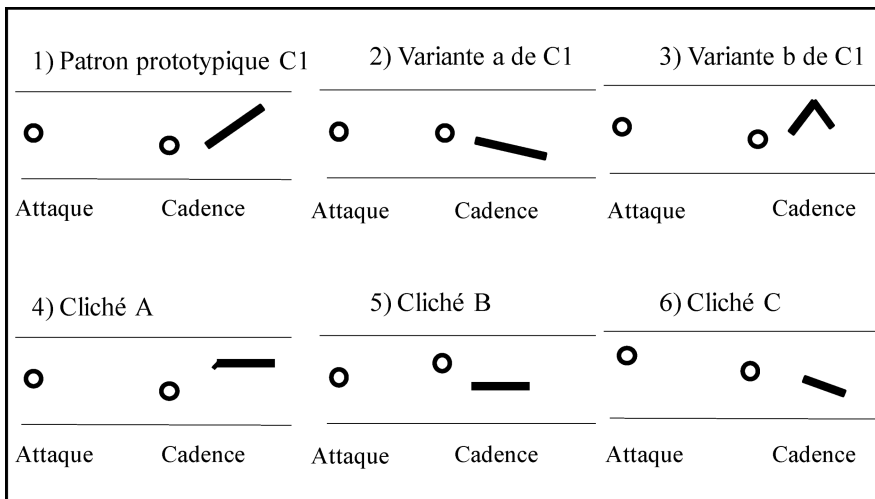 1) Patron prototypique C1
2) Variante a de C1
3) Variante b de C1
Attaque Cadence
Attaque Cadence
Attaque Cadence
4) Cliché A
5) Cliché B
6) Cliché C
Attaque Cadence
Attaque Cadence
Attaque Cadence